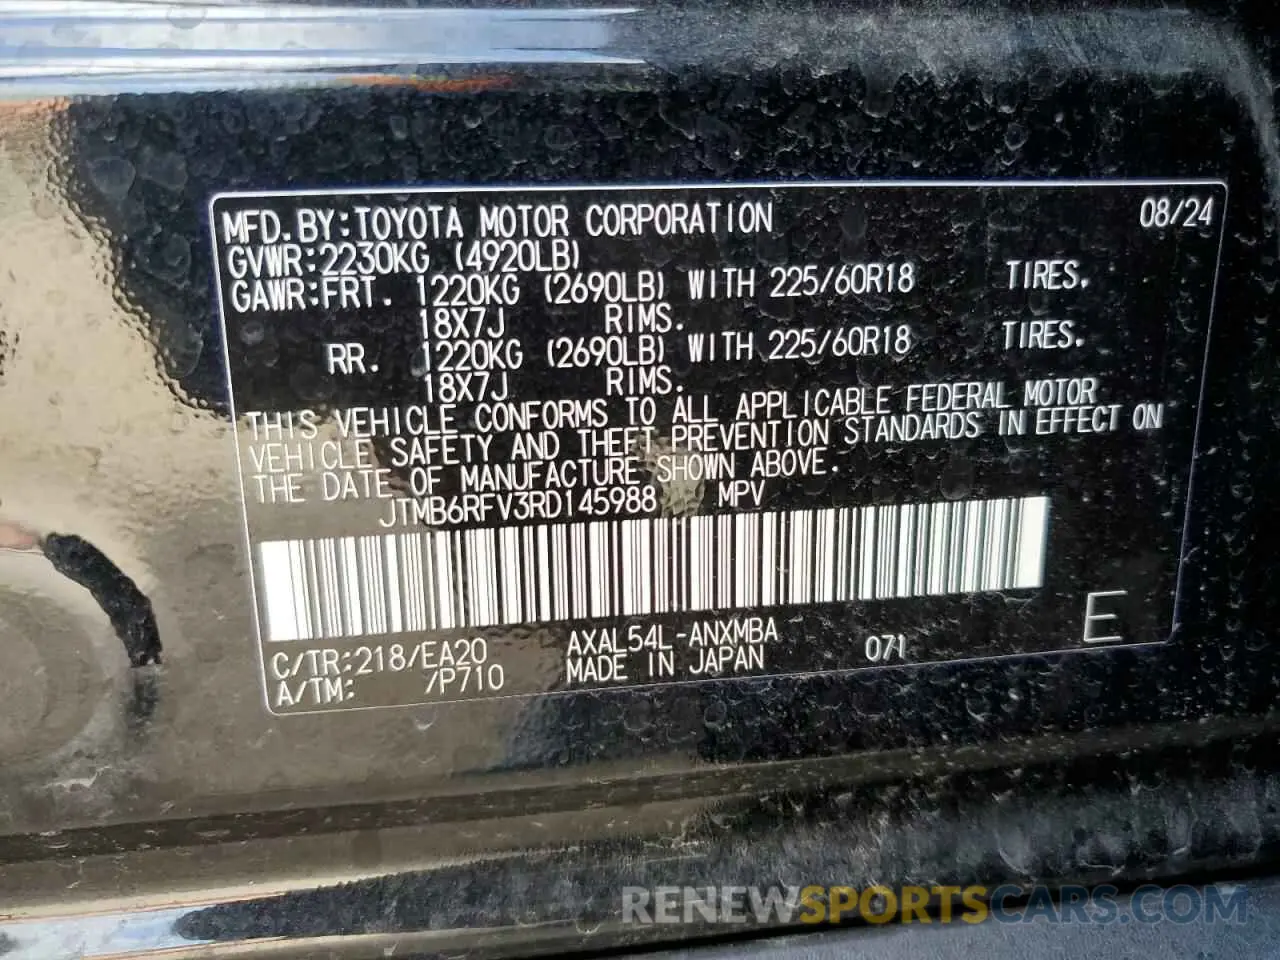 MFD.BY:TOYOTA MOTOR CORPORATION 08/24
GVWR:2230KG (4920LB)
GAWR:FRT. 1220KG (2690LB) WITH 225/60R18 TIRES.
18X7J RIMS.
RR. 1220KG (2690LB) WITH 225/60R18 TIRES.
18X7J RIMS.
THIS VEHICLE CONFORMS TO ALL APPLICABLE FEDERAL MOTOR
VEHICLE SAFETY AND THEFT PREVENTION STANDARDS IN EFFECT ON
THE DATE OF MANUFACTURE SHOWN ABOVE.
JTMB6RFV3RD145988 MPV
C/TR:218/EA20 AXAL54L-ANXMBA 071 E
A/TM: /P710 MADE IN JAPAN
RENEWSPORTSCARS.COM